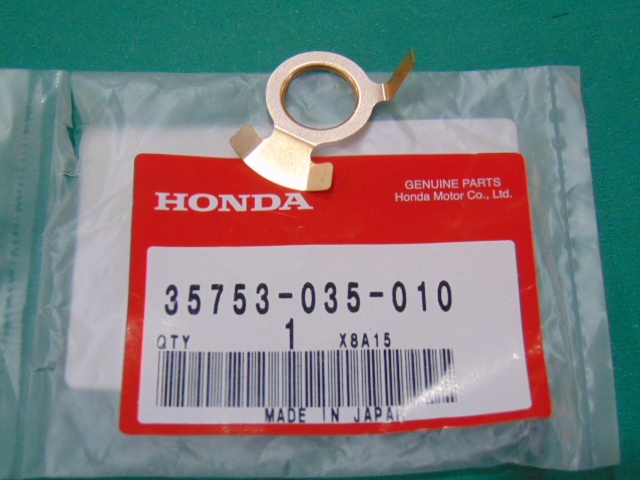 HONDA
GENUINE PARTS
Honda Motor Co., Ltd.
35753-035-010
QTY 1 X8A15
MADE IN JAPAN